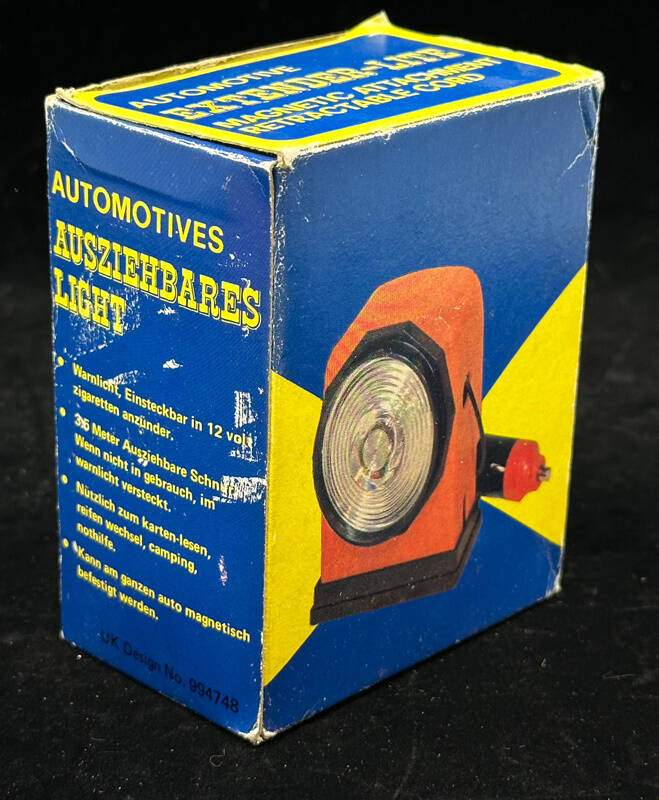 AUTOMOTIVE
EXTENDER-LITE
MAGNETIC ATTACHMENT
RETRACTABLE CORD
AUTOMOTIVES
AUSZIEHBARES
LIGHT
• Warnlicht, Einsteckbar in 12 volt
zigaretten anzünder.
• 3,6 Meter Ausziehbare Schnur.
Wenn nicht in gebrauch, im
warnlicht versteckt.
• Nützlich zum karten-lesen,
reifen wechsel, camping,
nothilfe.
• Kann am ganzen auto magnetisch
befestigt werden.
UK Design No. 994748